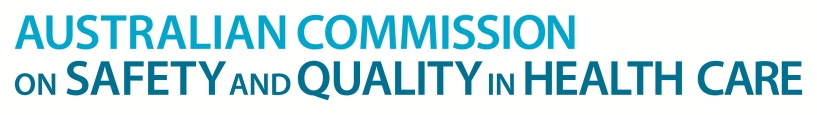 AUSTRALIAN COMMISSION
ON SAFETY AND QUALITY IN HEALTH CARE